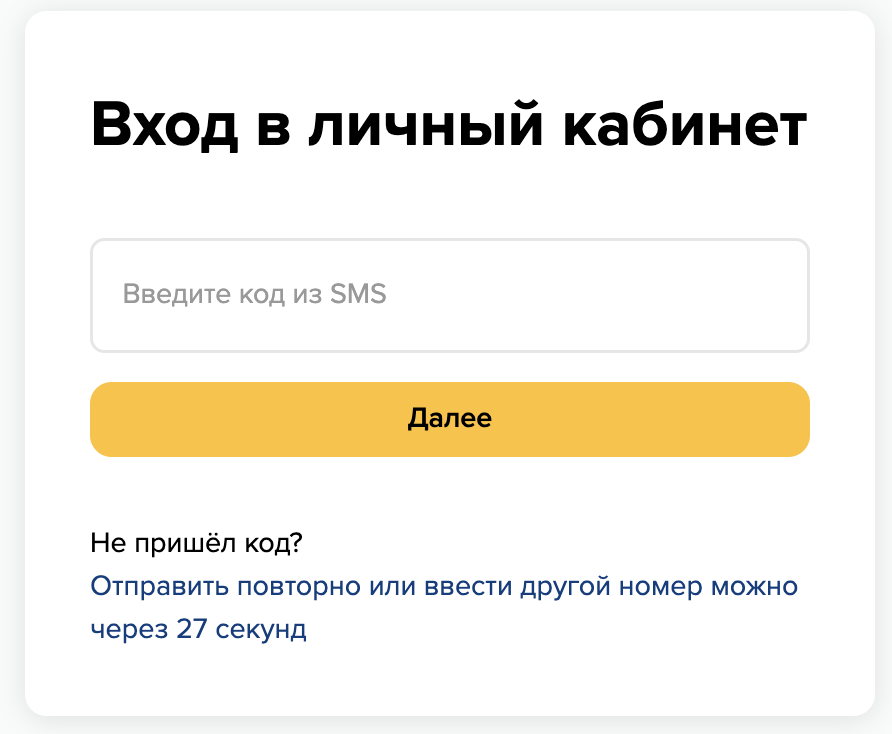 Вход в личный кабинет
Введите код из SMS
Далее
Не пришёл код?
Отправить повторно или ввести другой номер можно
через 27 секунд